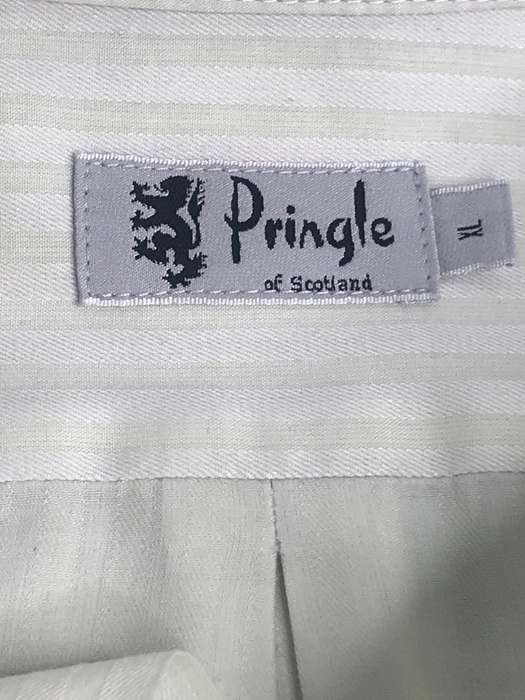 Pringle
of Scotland
XL